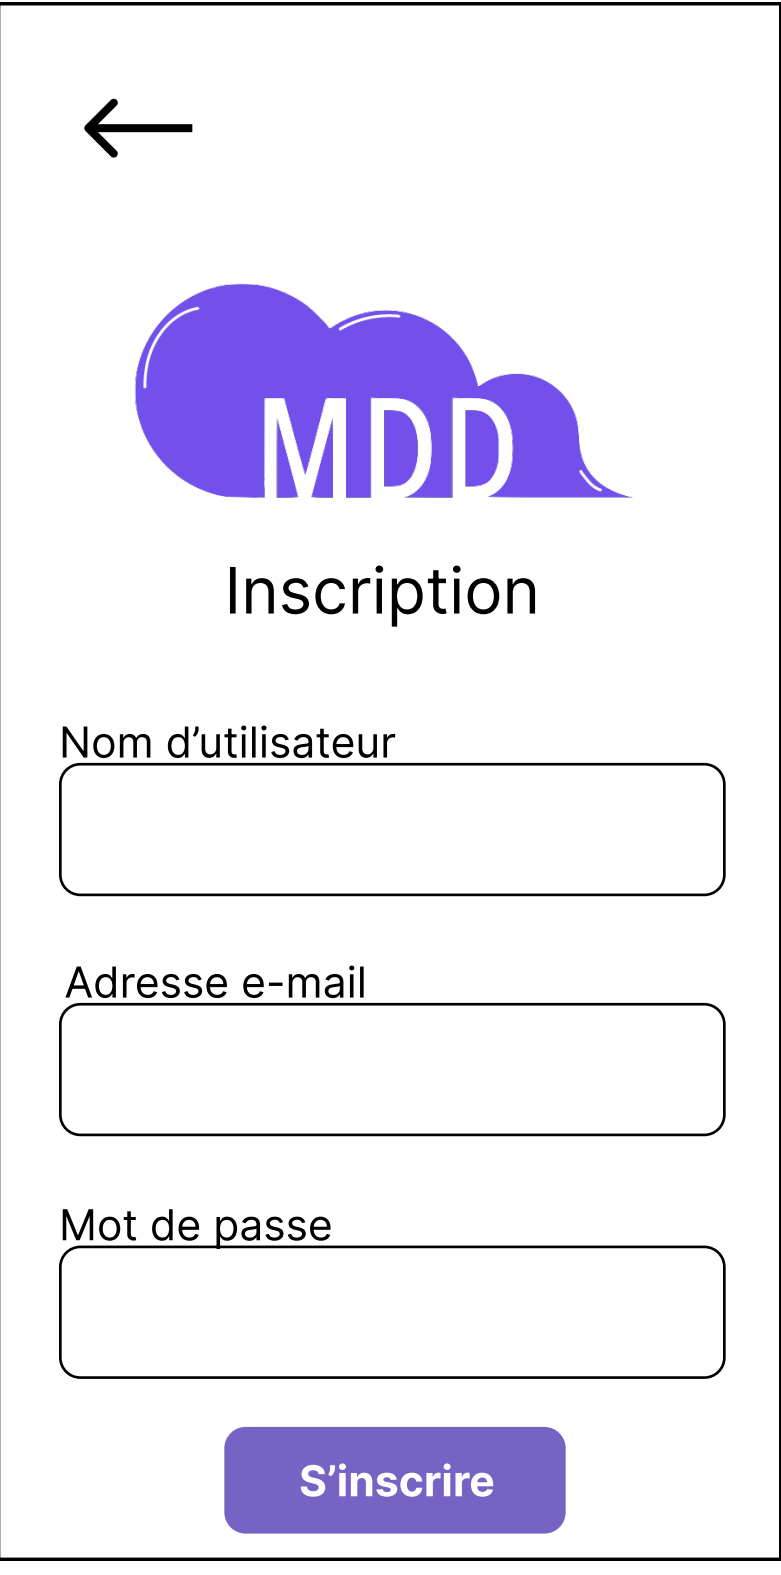 MDD
Inscription
Nom d’utilisateur
Adresse e-mail
Mot de passe
S’inscrire